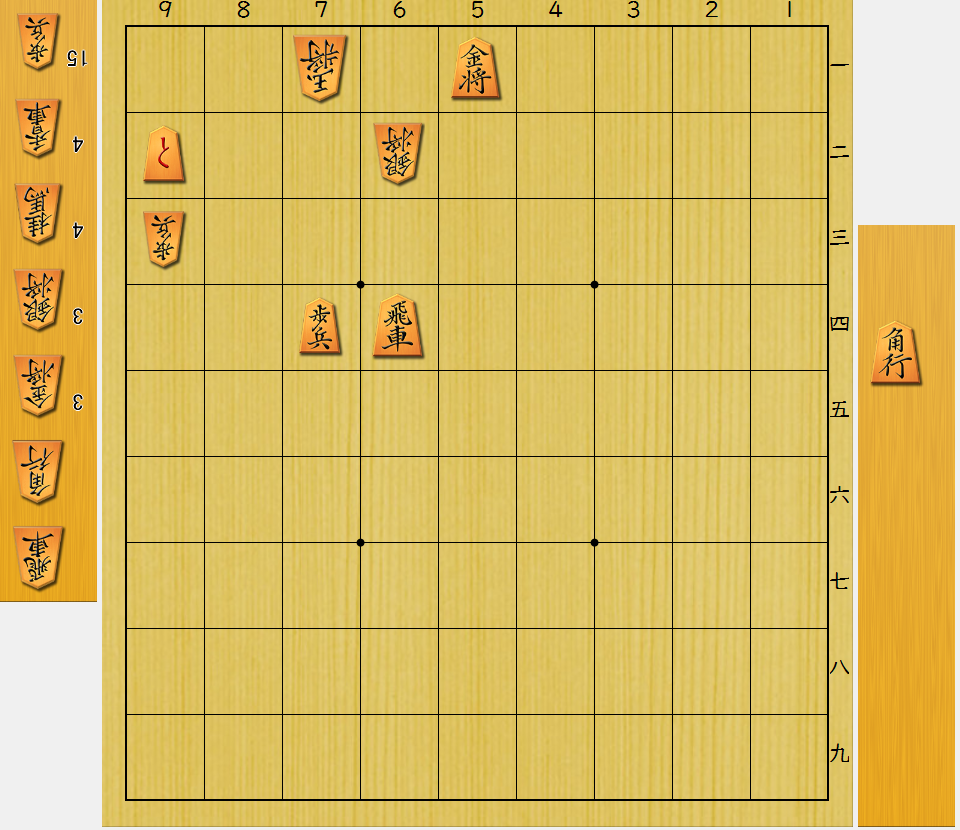 9 8 7 6 5 4 3 2 1
玉将 金将 一
と 銀将 二
歩兵 三
歩兵 飛車 四
五
六
七
八
九
歩兵 15
香車 4
桂馬 4
銀将 3
金将 3
角行
飛車
角行